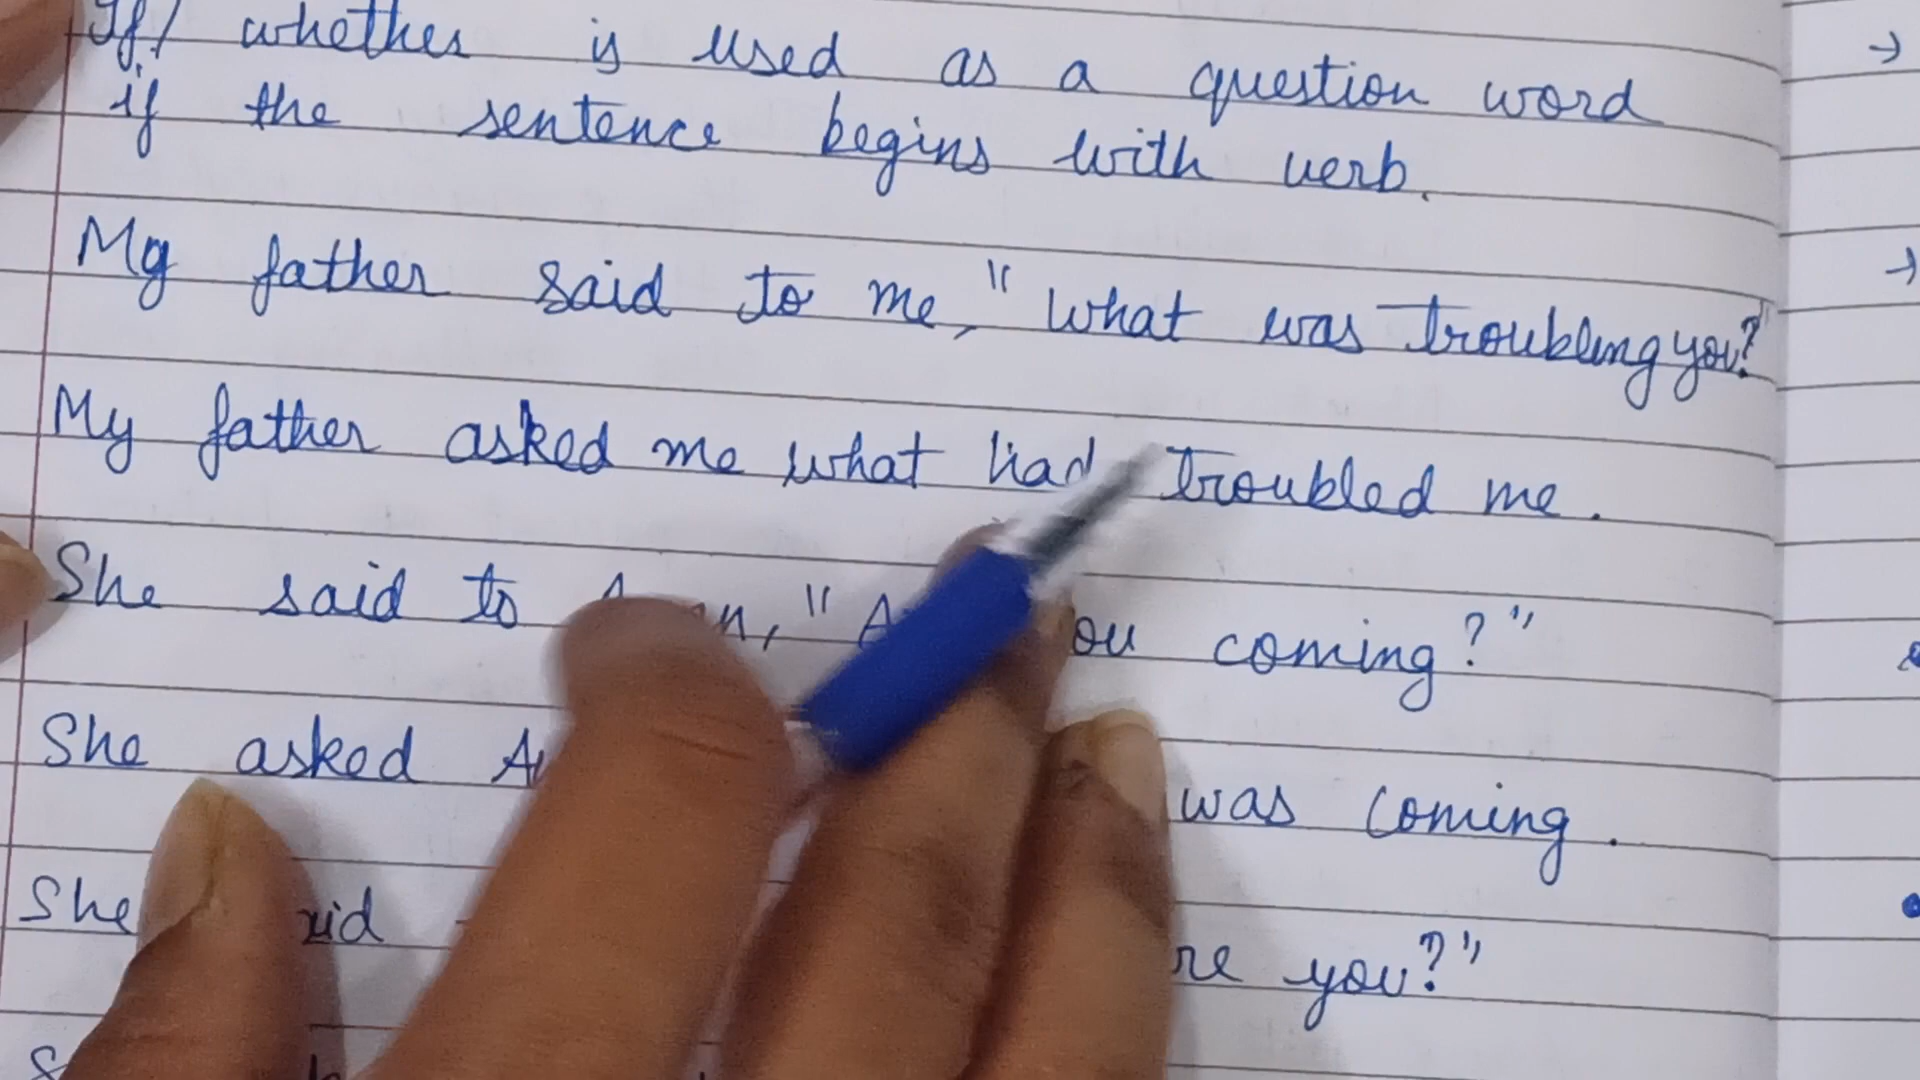 If/ whether is used as a question word
if the sentence begins with verb.
My father said to me, "What was troubling you?"
My father asked me what had troubled me.
She said to "you coming?"
She asked was coming.
She you?"